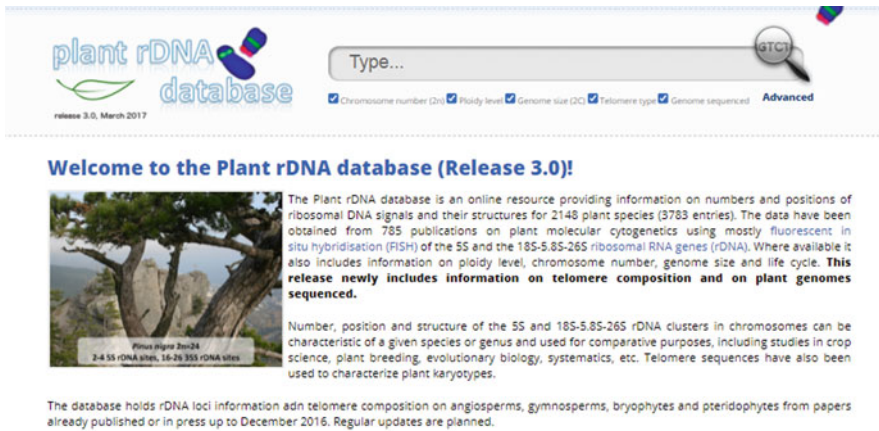 plant rDNA
database
release 3.0, March 2017
Type...
GTCT
Chromosome number (2n) Ploidy level Genome size (2C) Telomere type Genome sequenced Advanced
Welcome to the Plant rDNA database (Release 3.0)!
The Plant rDNA database is an online resource providing information on numbers and positions of
ribosomal DNA signals and their structures for 2148 plant species (3783 entries). The data have been
obtained from 785 publications on plant molecular cytogenetics using mostly fluorescent in
situ hybridisation (FISH) of the 5S and the 18S-5.8S-26S ribosomal RNA genes (rDNA). Where available it
also includes information on ploidy level, chromosome number, genome size and life cycle. This
release newly includes information on telomere composition and on plant genomes
sequenced.
Pinus nigra 2n=24
2-4 5S rDNA sites, 16-26 35S rDNA sites
Number, position and structure of the 5S and 18S-5.8S-26S rDNA clusters in chromosomes can be
characteristic of a given species or genus and used for comparative purposes, including studies in crop
science, plant breeding, evolutionary biology, systematics, etc. Telomere sequences have also been
used to characterize plant karyotypes.
The database holds rDNA loci information adn telomere composition on angiosperms, gymnosperms, bryophytes and pteridophytes from papers
already published or in press up to December 2016. Regular updates are planned.